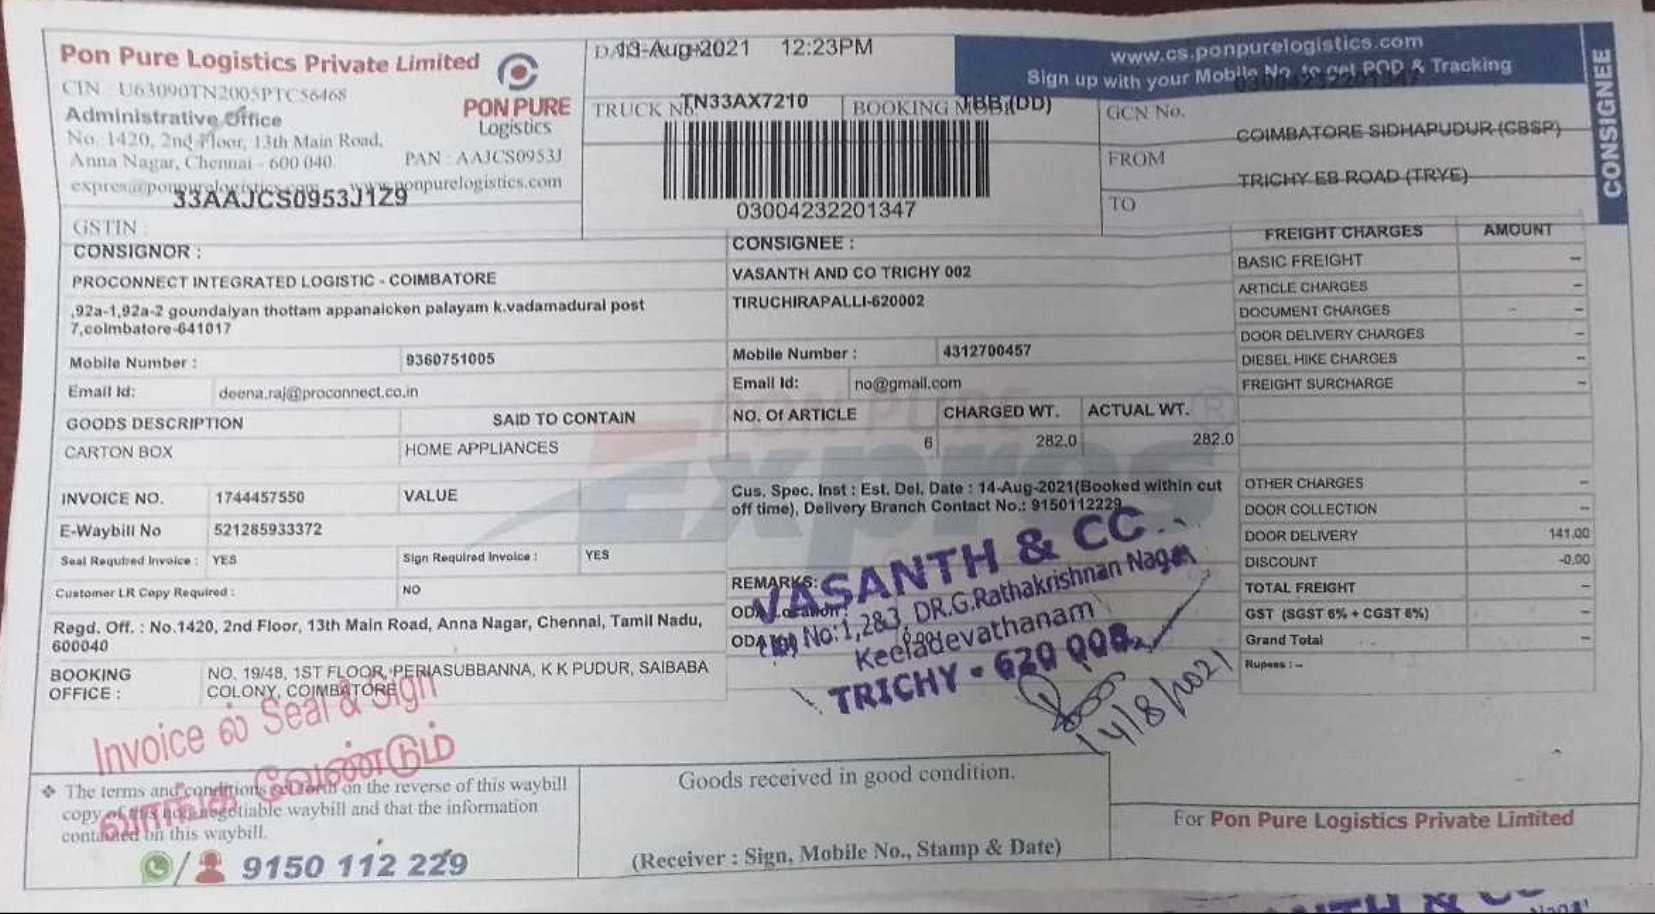 Pon Pure Logistics Private Limited
CIN : U63090TN2005PTC56468
Administrative Office
No. 1420, 2nd Floor, 13th Main Road,
Anna Nagar, Chennai - 600 040.
PAN : AAJCS0953J
PON PURE
Logistics
www.ponpurelogistics.com
33AAJCS0953J1Z9
GSTIN :
13-Aug-2021 12:23PM
TRUCK No. TN33AX7210
BOOKING TBB (DD)
03004232201347
www.cs.ponpurelogistics.com
Sign up with your Mobile No. to get POD & Tracking
GCN No. 03004232201347
FROM COIMBATORE SIDHAPUDUR (CBSP)
TO TRICHY EB ROAD (TRYE)
CONSIGNEE
CONSIGNOR :
PROCONNECT INTEGRATED LOGISTIC - COIMBATORE
,92a-1,92a-2 goundaiyan thottam appanaicken palayam k.vadamadural post
7,coimbatore-641017
Mobile Number : 9360751005
Email Id: deena.raj@proconnect.co.in
GOODS DESCRIPTION SAID TO CONTAIN
CARTON BOX HOME APPLIANCES
INVOICE NO. 1744457550 VALUE
E-Waybill No 521285933372
Seal Required Invoice : YES Sign Required Invoice : YES
Customer LR Copy Required : NO
Regd. Off. : No.1420, 2nd Floor, 13th Main Road, Anna Nagar, Chennai, Tamil Nadu,
600040
BOOKING OFFICE :
NO. 19/48, 1ST FLOOR, PERIASUBBANNA, K K PUDUR, SAIBABA
COLONY, COIMBATORE
CONSIGNEE :
VASANTH AND CO TRICHY 002
TIRUCHIRAPALLI-620002
Mobile Number : 4312700457
Email Id: no@gmail.com
NO. Of ARTICLE CHARGED WT. ACTUAL WT.
6 282.0 282.0
Cus. Spec. Inst : Est. Del. Date : 14-Aug-2021(Booked within cut
off time), Delivery Branch Contact No.: 9150112229
REMARKS:
ODA Location :
PON PURE
Expres
®
VASANTH & CO
No:1,2&3, DR.G.Rathakrishnan Nagar
Keeladevathanam
TRICHY - 620 002.
14/8/2021
FREIGHT CHARGES AMOUNT
BASIC FREIGHT –
ARTICLE CHARGES –
DOCUMENT CHARGES –
DOOR DELIVERY CHARGES –
DIESEL HIKE CHARGES –
FREIGHT SURCHARGE –
OTHER CHARGES –
DOOR COLLECTION –
DOOR DELIVERY 141.00
DISCOUNT -0.00
TOTAL FREIGHT –
GST (SGST 6% + CGST 6%) –
Grand Total –
Rupees : –
Invoice ல் Seal & Sign
வாங்க வேண்டும்
❖ The terms and conditions set forth on the reverse of this waybill
copy of this non negotiable waybill and that the information
contained on this waybill.
/ 9150 112 229
Goods received in good condition.
(Receiver : Sign, Mobile No., Stamp & Date)
For Pon Pure Logistics Private Limited